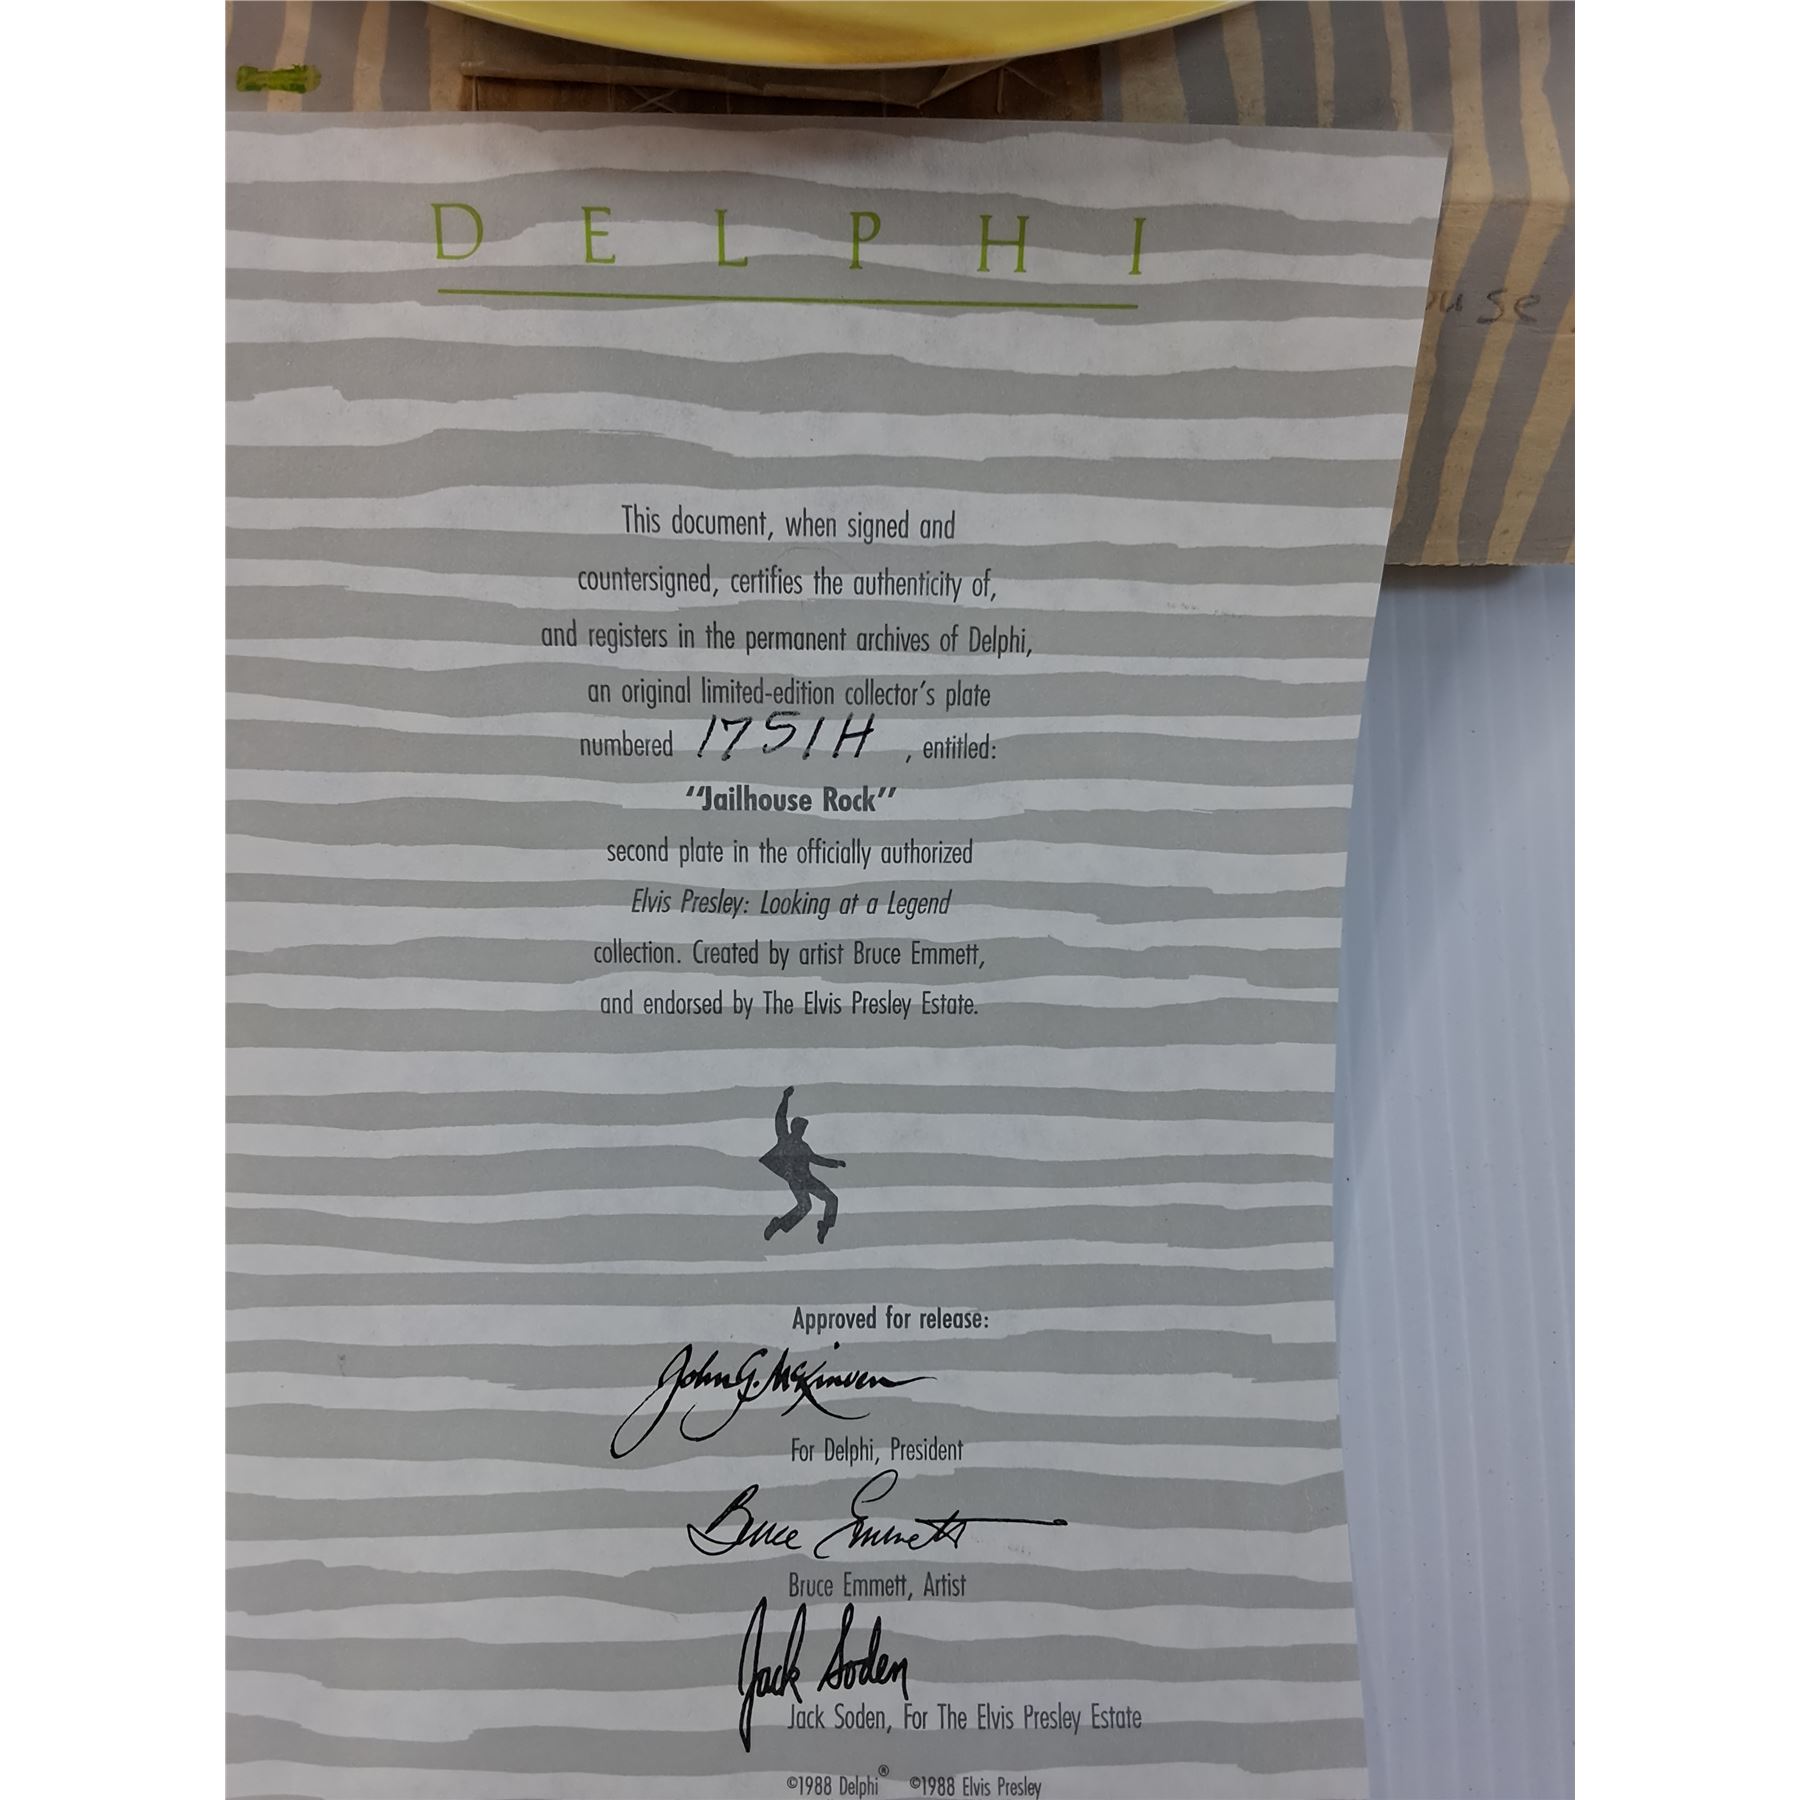 D E L P H I
use
This document, when signed and
countersigned, certifies the authenticity of,
and registers in the permanent archives of Delphi,
an original limited-edition collector's plate
numbered 1751H , entitled:
"Jailhouse Rock"
second plate in the officially authorized
Elvis Presley: Looking at a Legend
collection. Created by artist Bruce Emmett,
and endorsed by The Elvis Presley Estate.
Approved for release:
John G. McKinven
For Delphi, President
Bruce Emmett
Bruce Emmett, Artist
Jack Soden
Jack Soden, For The Elvis Presley Estate
©1988 Delphi® ©1988 Elvis Presley